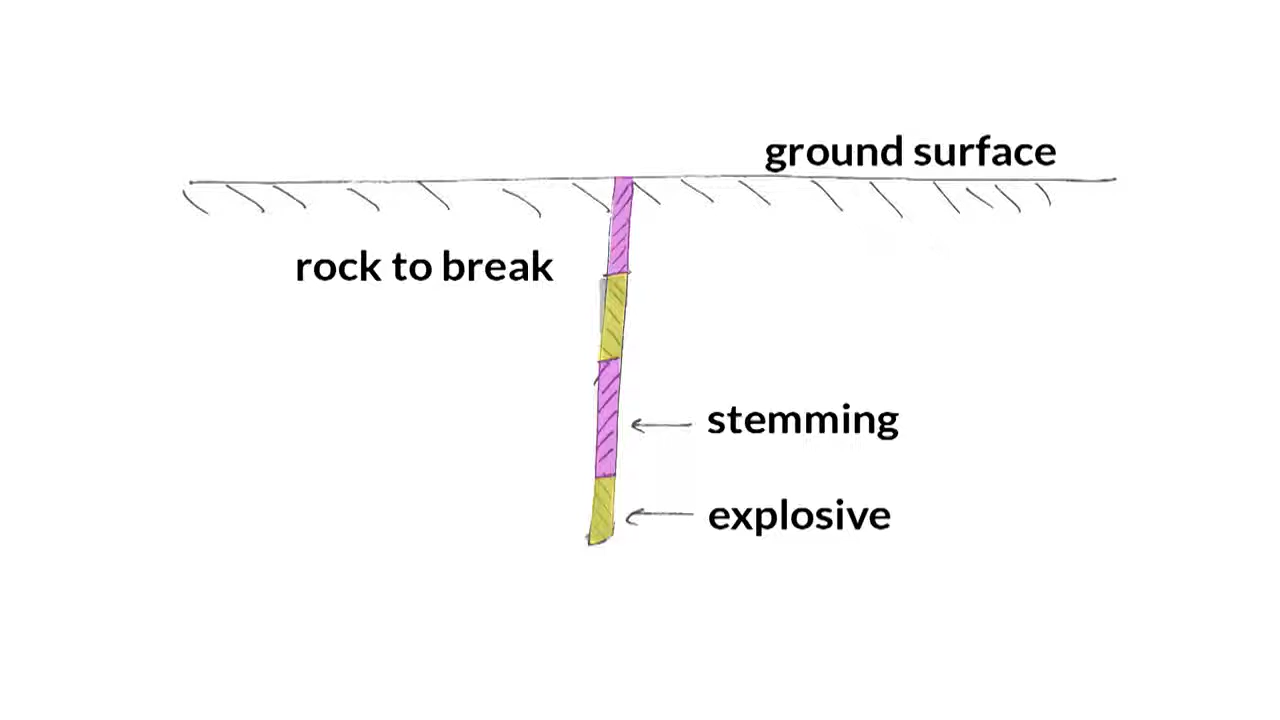 ground surface
rock to break
stemming
explosive